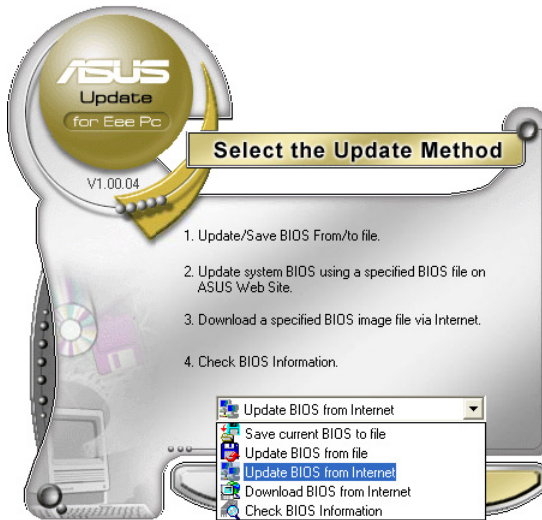 ASUS
Update
for Eee Pc
Select the Update Method
V1.00.04
1. Update/Save BIOS From/to file.
2. Update system BIOS using a specified BIOS file on
ASUS Web Site.
3. Download a specified BIOS image file via Internet.
4. Check BIOS Information.
Update BIOS from Internet
Save current BIOS to file
Update BIOS from file
Update BIOS from Internet
Download BIOS from Internet
Check BIOS Information